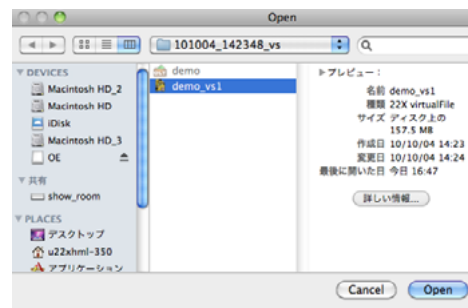 Open
101004_142348_vs
DEVICES
Macintosh HD_2
Macintosh HD
iDisk
Macintosh HD_3
OE
共有
show_room
PLACES
デスクトップ
u22xhml-350
アプリケーション
demo
demo_vs1
プレビュー：
名前 demo_vs1
種類 22X virtualFile
サイズ ディスク上の
157.5 MB
作成日 10/10/04 14:23
変更日 10/10/04 14:24
最後に開いた日 今日 16:47
詳しい情報...
Cancel
Open